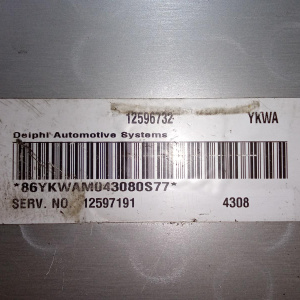 12596732 YKWA
Delphi Automotive Systems
*86YKWAM043080S77*
SERV. NO. 12597191 4308